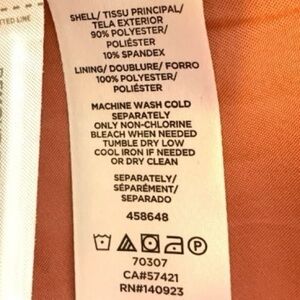 SHELL/ TISSU PRINCIPAL/
TELA EXTERIOR
90% POLYESTER/
POLIÉSTER
10% SPANDEX
LINING/ DOUBLURE/ FORRO
100% POLYESTER/
POLIÉSTER
MACHINE WASH COLD
SEPARATELY
ONLY NON-CHLORINE
BLEACH WHEN NEEDED
TUMBLE DRY LOW
COOL IRON IF NEEDED
OR DRY CLEAN
SEPARATELY/
SÉPARÉMENT/
SEPARADO
458648
P
70307
CA#57421
RN#140923